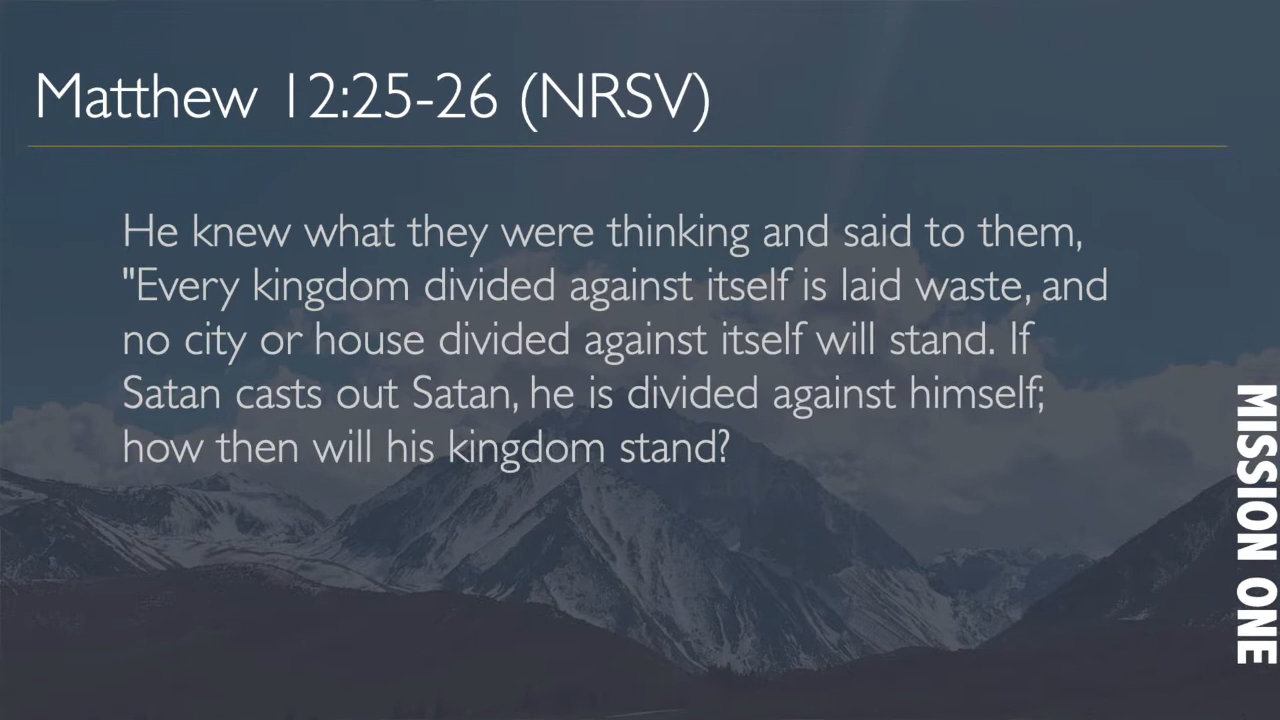 Matthew 12:25-26 (NRSV)
He knew what they were thinking and said to them,
"Every kingdom divided against itself is laid waste, and
no city or house divided against itself will stand. If
Satan casts out Satan, he is divided against himself;
how then will his kingdom stand?
MISSION ONE